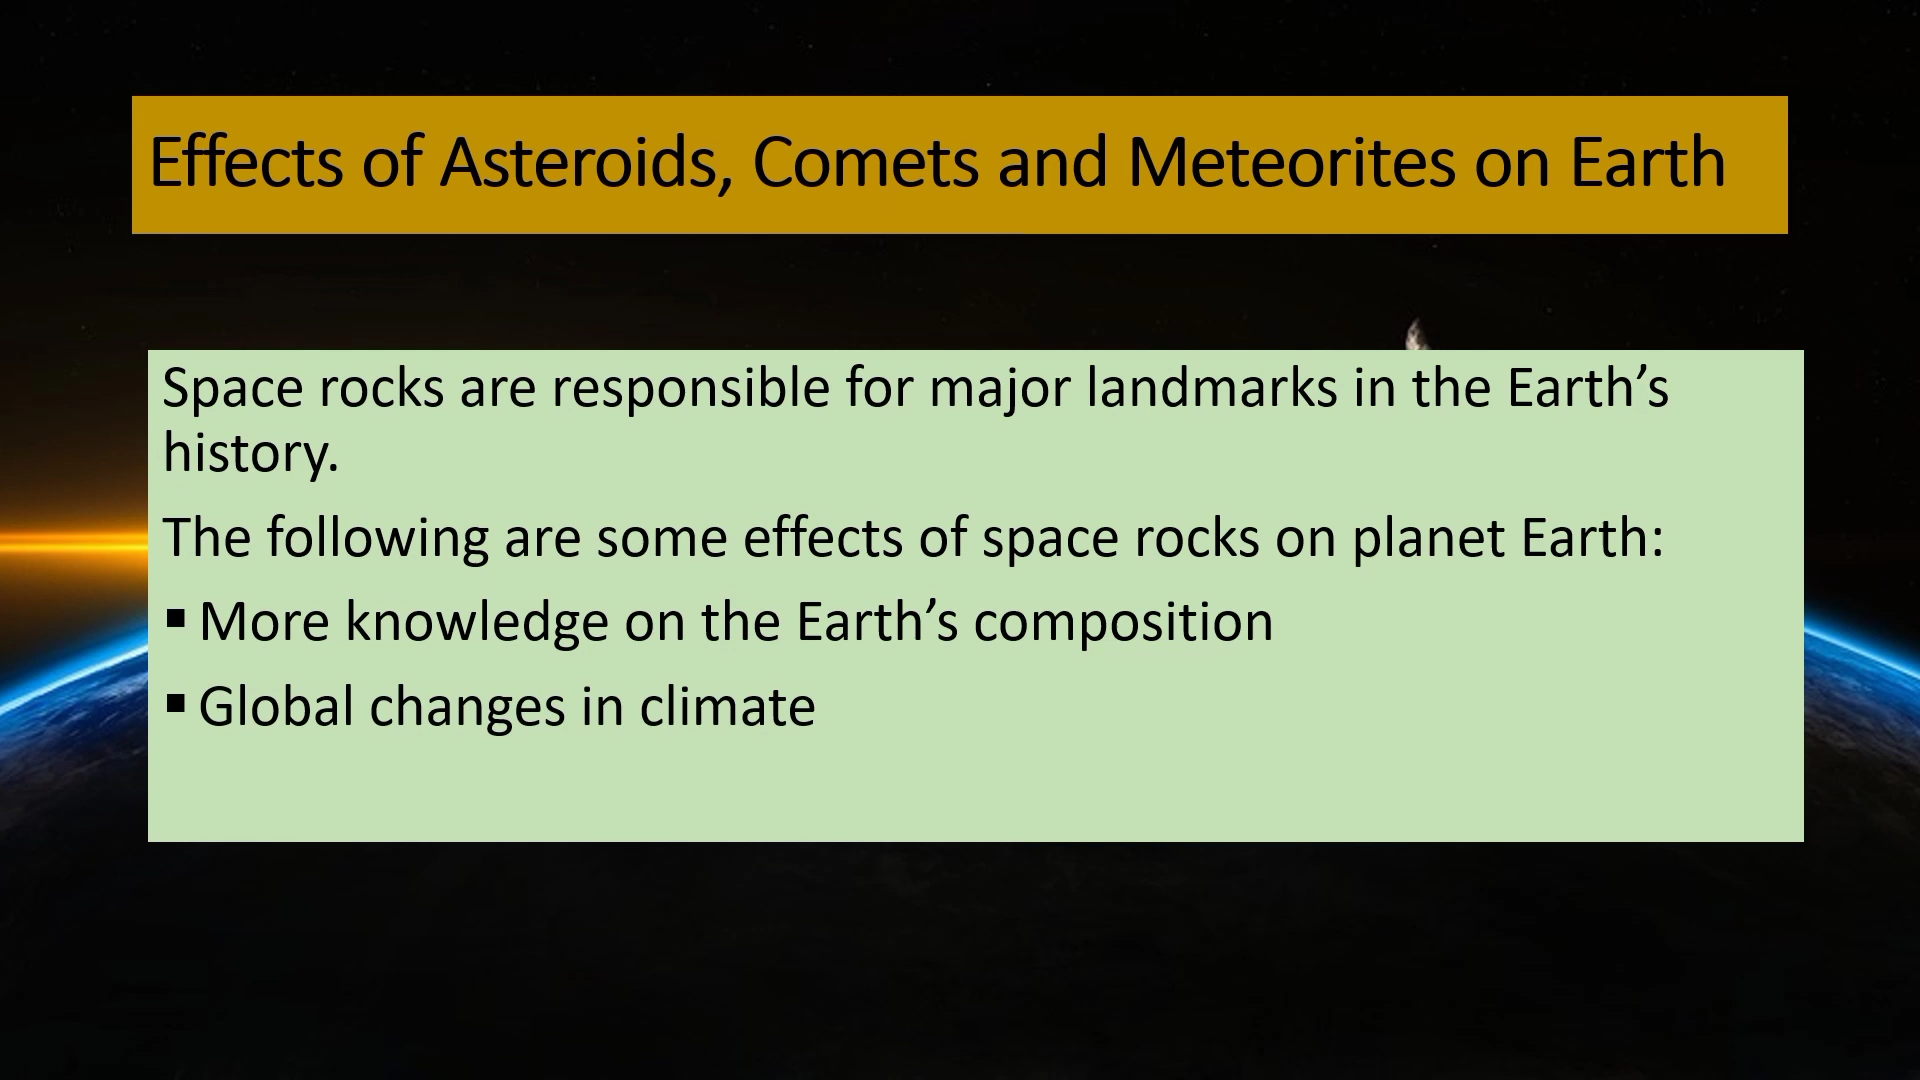 Effects of Asteroids, Comets and Meteorites on Earth
Space rocks are responsible for major landmarks in the Earth’s
history.
The following are some effects of space rocks on planet Earth:
▪ More knowledge on the Earth’s composition
▪ Global changes in climate